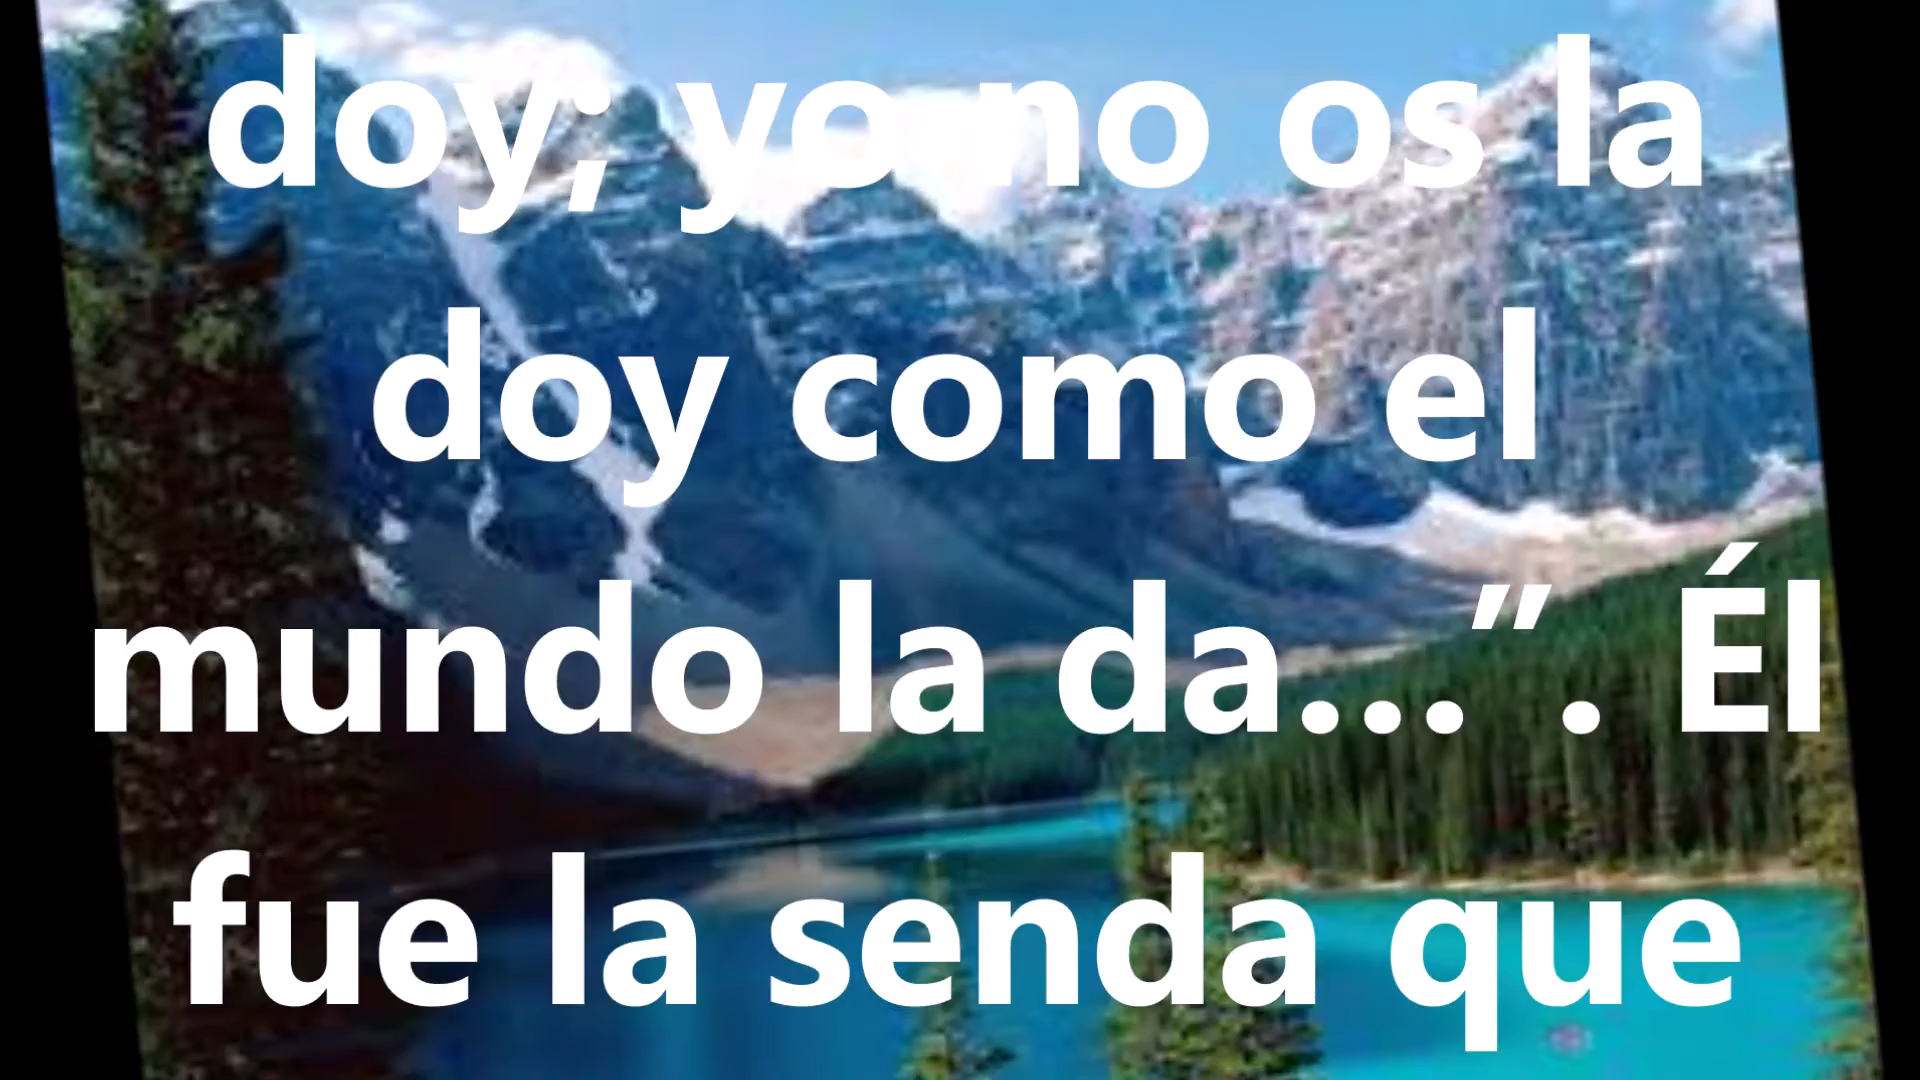 doy; yo no os la
doy como el
mundo la da...”. Él
fue la senda que